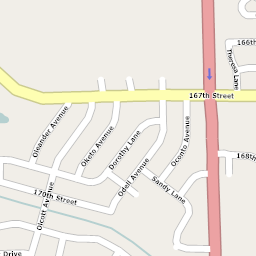 166th
Theresa Lane
167th Street
Oleander Avenue
Oketo Avenue
Dorothy Lane
Odell Avenue
Oconto Avenue
168th
Sandy Lane
170th Street
Olcott Avenue
Drive